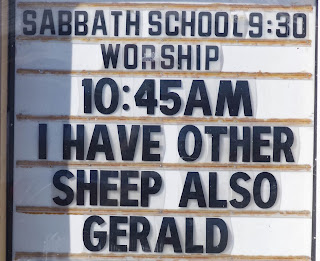 SABBATH SCHOOL 9:30
WORSHIP
10:45AM
I HAVE OTHER
SHEEP ALSO
GERALD